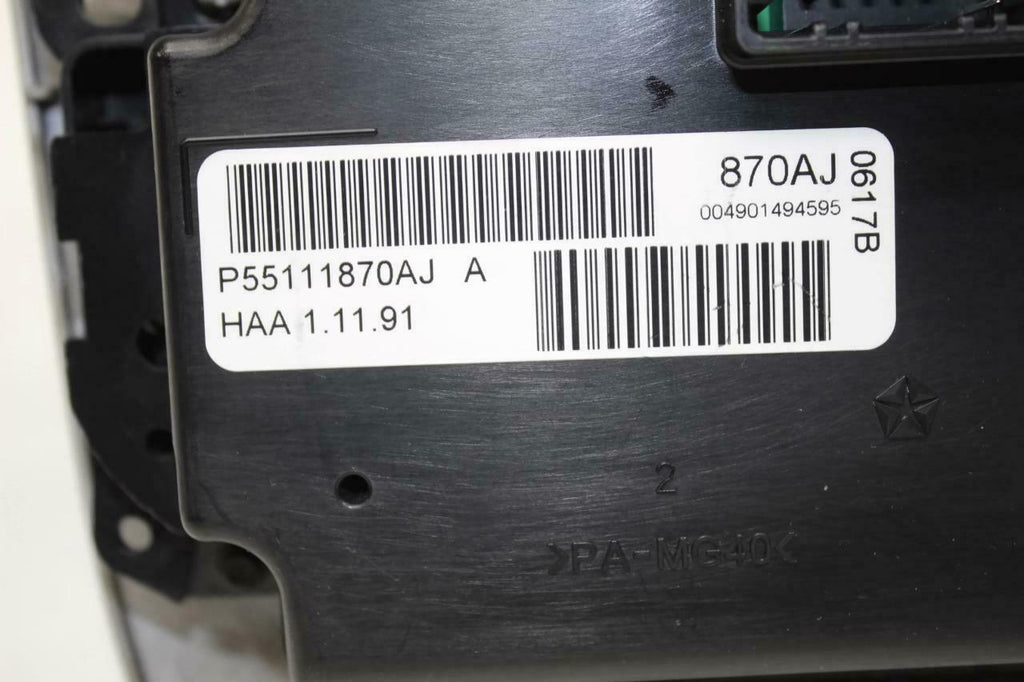 870AJ
004901494595
0617B
P55111870AJ A
HAA 1.11.91
2
>PA-MG40<